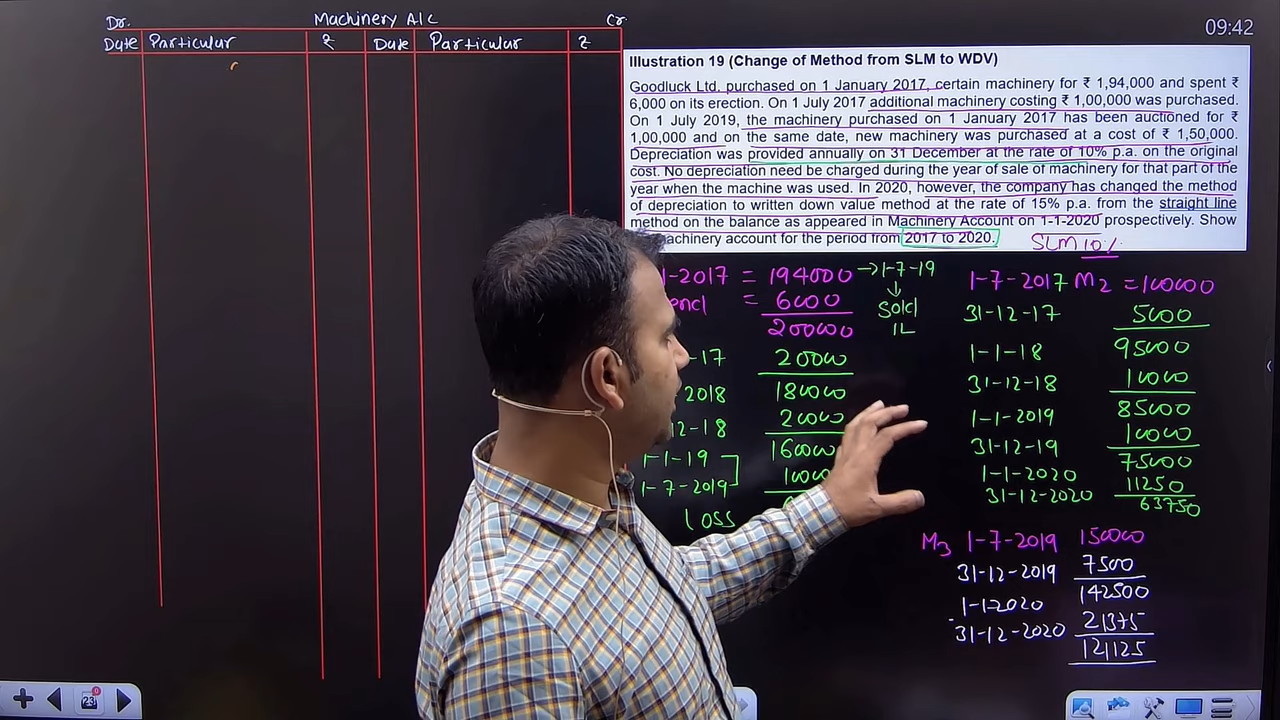 09:42
Dr. Machinery A/c Cr.
Date Particular ₹ Date Particular ₹
Illustration 19 (Change of Method from SLM to WDV)
Goodluck Ltd. purchased on 1 January 2017, certain machinery for ₹ 1,94,000 and spent ₹
6,000 on its erection. On 1 July 2017 additional machinery costing ₹ 1,00,000 was purchased.
On 1 July 2019, the machinery purchased on 1 January 2017 has been auctioned for ₹
1,00,000 and on the same date, new machinery was purchased at a cost of ₹ 1,50,000.
Depreciation was provided annually on 31 December at the rate of 10% p.a. on the original
cost. No depreciation need be charged during the year of sale of machinery for that part of the
year when the machine was used. In 2020, however, the company has changed the method
of depreciation to written down value method at the rate of 15% p.a. from the straight line
method on the balance as appeared in Machinery Account on 1-1-2020 prospectively. Show
achinery account for the period from 2017 to 2020.
SLM 10%
1-2017 = 194000 → 1-7-19
= 6000 ↓
200000 Sold
1L
-17 20000
2018 180000
12-18 20000
1-1-19 160000
1-7-2019 1000
Loss
1-7-2017 M2 = 100000
31-12-17 5000
1-1-18 95000
31-12-18 10000
1-1-2019 85000
31-12-19 10000
1-1-2020 75000
31-12-2020 11250
63750
M3 1-7-2019 150000
31-12-2019 7500
1-1-2020 142500
31-12-2020 21375
121125
23